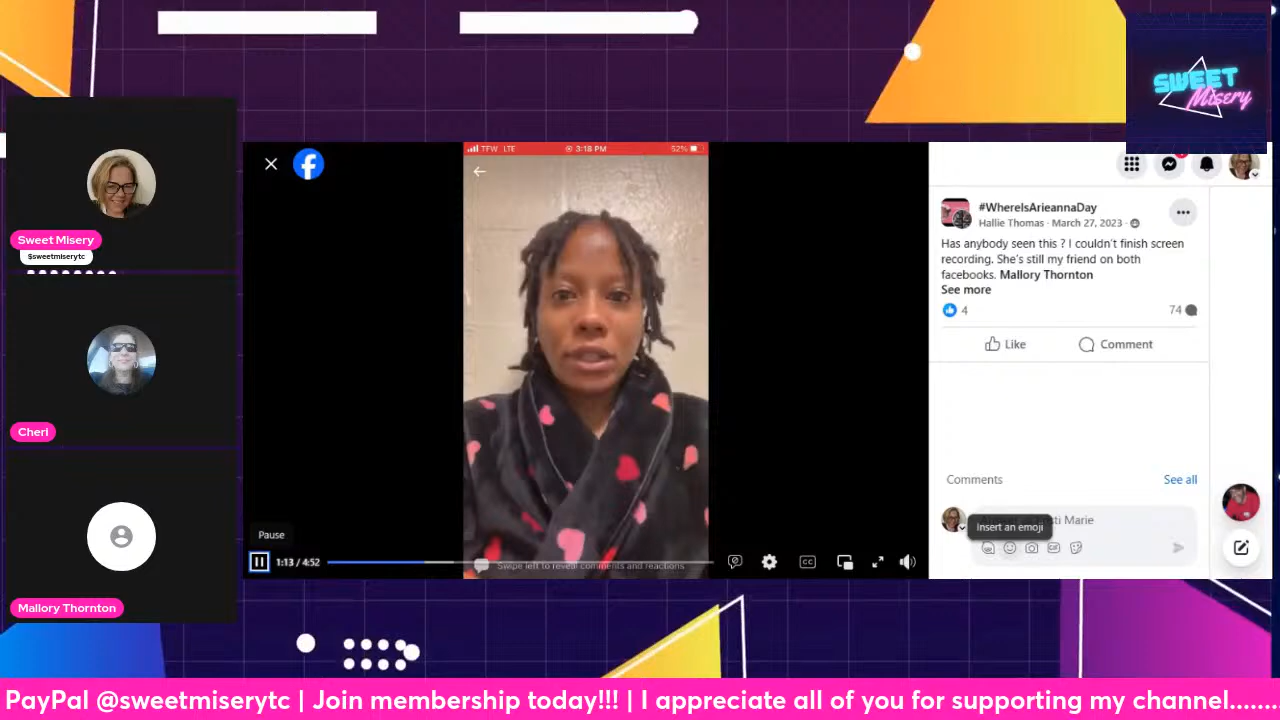 SWEET
Misery
Sweet Misery
$sweetmiserytc
Cheri
Mallory Thornton
TFW LTE
3:18 PM
52%
#WhereIsArieannaDay
Hallie Thomas · March 27, 2023 ·
Has anybody seen this ? I couldn't finish screen
recording. She's still my friend on both
facebooks. Mallory Thornton
See more
4
74
Like
Comment
Comments
See all
Insert an emoji
sti Marie
Pause
1:13 / 4:52
Swipe left to reveal comments and reactions
CC
GIF
PayPal @sweetmiserytc | Join membership today!!! | I appreciate all of you for supporting my channel.......